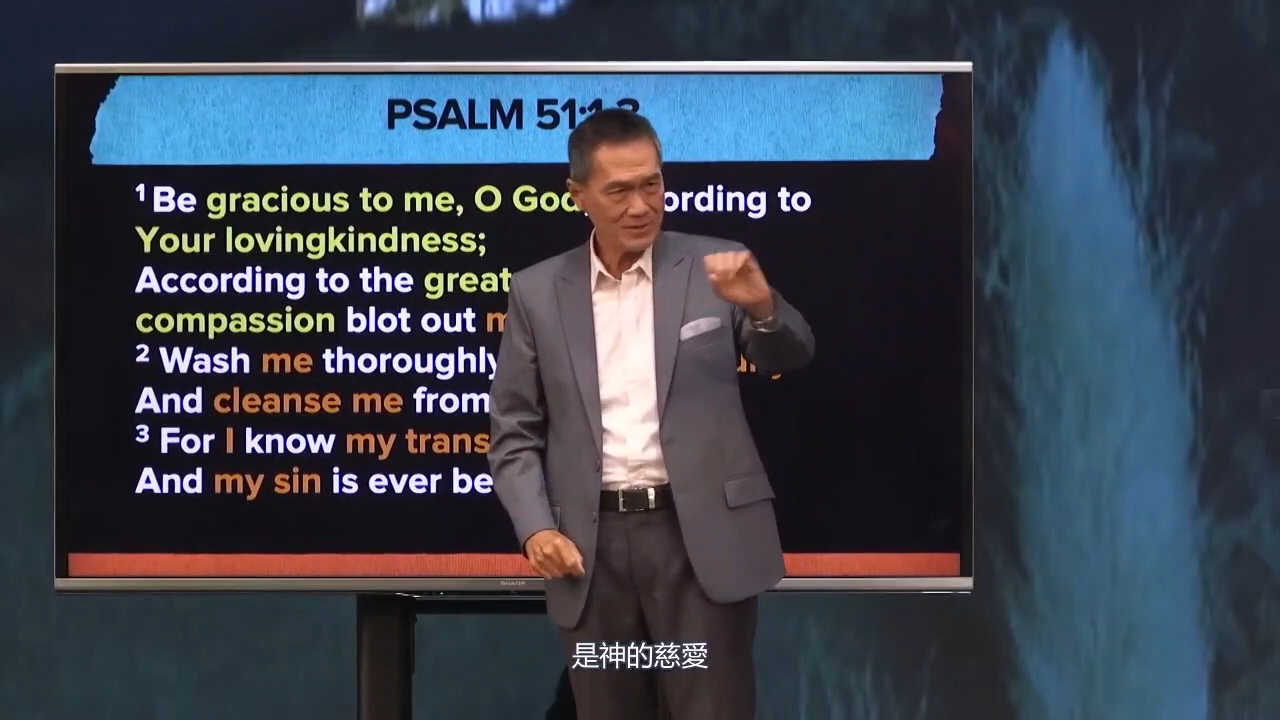 PSALM 51:1-3
1 Be gracious to me, O God, ording to
Your lovingkindness;
According to the great
compassion blot out
2 Wash me thoroughly
And cleanse me from
3 For I know my trans
And my sin is ever be
SHARP
是神的慈愛